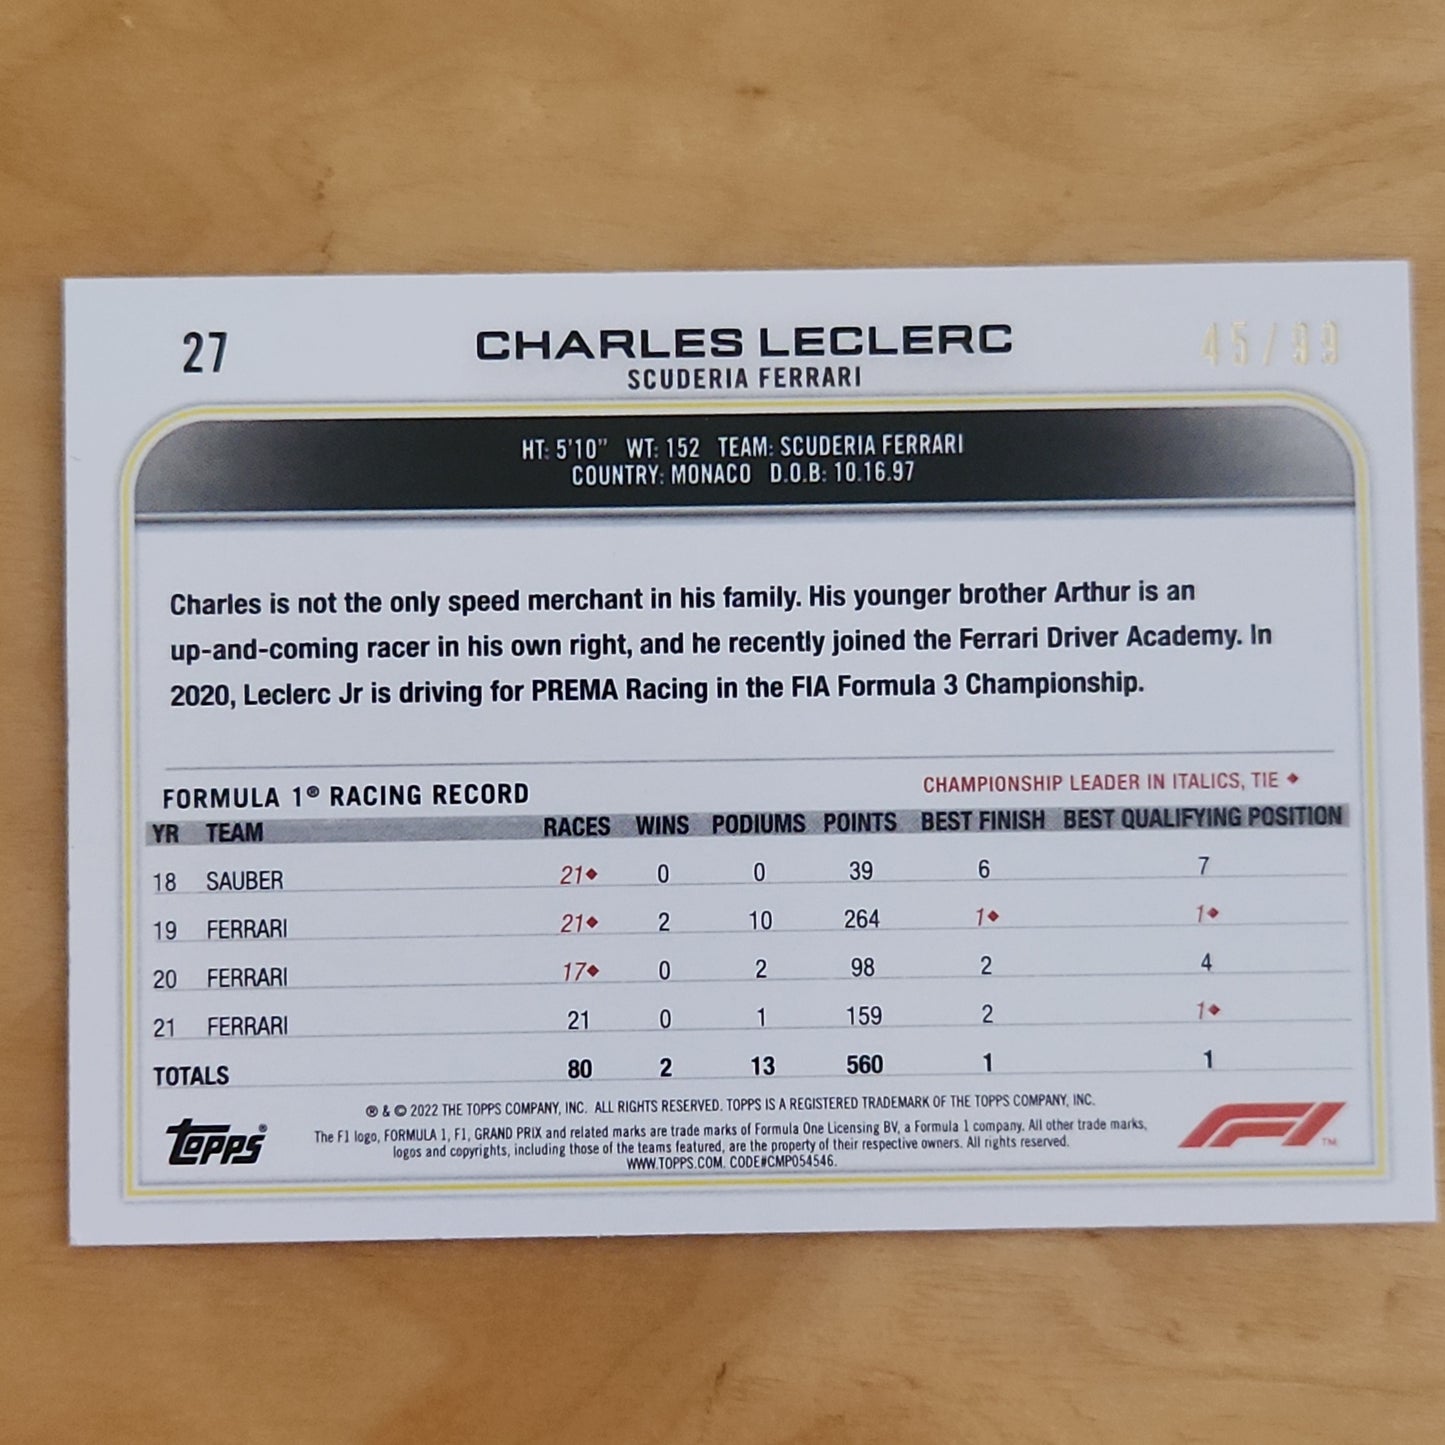 27
CHARLES LECLERC
45/99
SCUDERIA FERRARI
HT: 5'10" WT: 152 TEAM: SCUDERIA FERRARI
COUNTRY: MONACO D.O.B: 10.16.97
Charles is not the only speed merchant in his family. His younger brother Arthur is an
up-and-coming racer in his own right, and he recently joined the Ferrari Driver Academy. In
2020, Leclerc Jr is driving for PREMA Racing in the FIA Formula 3 Championship.
FORMULA 1® RACING RECORD
CHAMPIONSHIP LEADER IN ITALICS, TIE ◆
YR TEAM RACES WINS PODIUMS POINTS BEST FINISH BEST QUALIFYING POSITION
18 SAUBER 21◆ 0 0 39 6 7
19 FERRARI 21◆ 2 10 264 1◆ 1◆
20 FERRARI 17◆ 0 2 98 2 4
21 FERRARI 21 0 1 159 2 1◆
TOTALS 80 2 13 560 1 1
® & © 2022 THE TOPPS COMPANY, INC. ALL RIGHTS RESERVED. TOPPS IS A REGISTERED TRADEMARK OF THE TOPPS COMPANY, INC.
The F1 logo, FORMULA 1, F1, GRAND PRIX and related marks are trade marks of Formula One Licensing BV, a Formula 1 company. All other trade marks,
logos and copyrights, including those of the teams featured, are the property of their respective owners. All rights reserved.
WWW.TOPPS.COM. CODE#CMP054546.
Topps®
F1 TM